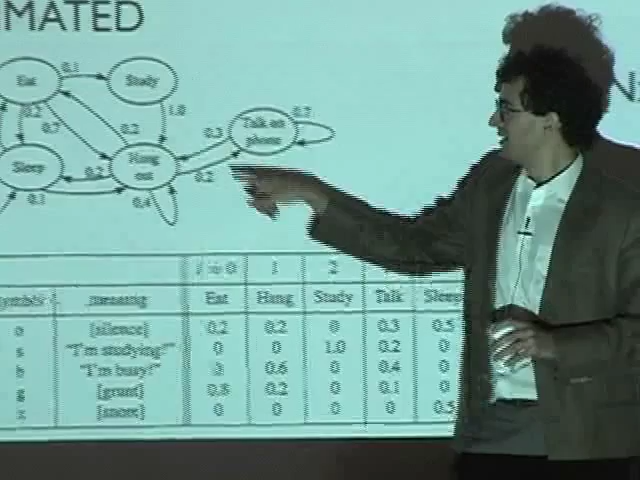 IMATED
Eat 0.1 Study
0.2 0.7 0.2 1.0
Talk on phone 0.7
Sleep Hang out 0.3
0.2 0.2
0.1 0.4
1 2
meaning Eat Hang Study Talk Sleep
[silence] 0.2 0.2 0 0.3 0.5
s "I'm studying!" 0 0 1.0 0.2 0
"I'm busy!" 0.6 0 0.4 0
[grunt] 0.8 0.2 0 0.1 0
[snore] 0 0 0 0 0.5